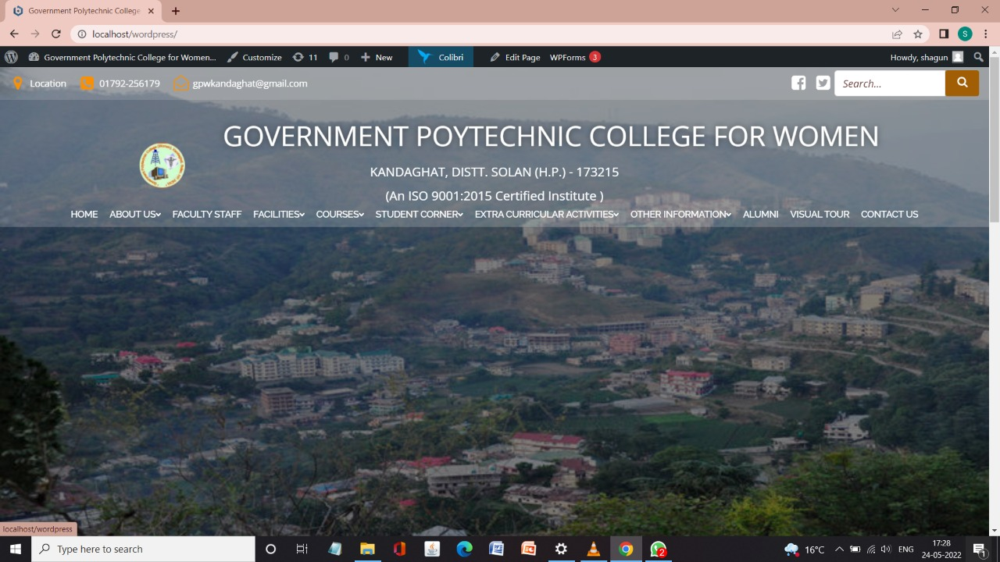 Government Polytechnic College
localhost/wordpress/
S
Government Polytechnic College for Women...
Customize
11
0
New
Colibri
Edit Page
WPForms 3
Howdy, shagun
Location
01792-256179
gpwkandaghat@gmail.com
Search...
GOVERNMENT POYTECHNIC COLLEGE FOR WOMEN
KANDAGHAT, DISTT. SOLAN (H.P.) - 173215
(An ISO 9001:2015 Certified Institute )
HOME ABOUT US FACULTY STAFF FACILITIES COURSES STUDENT CORNER EXTRA CURRICULAR ACTIVITIES OTHER INFORMATION ALUMNI VISUAL TOUR CONTACT US
localhost/wordpress
Type here to search
2
16°C
ENG
17:28
24-05-2022
1